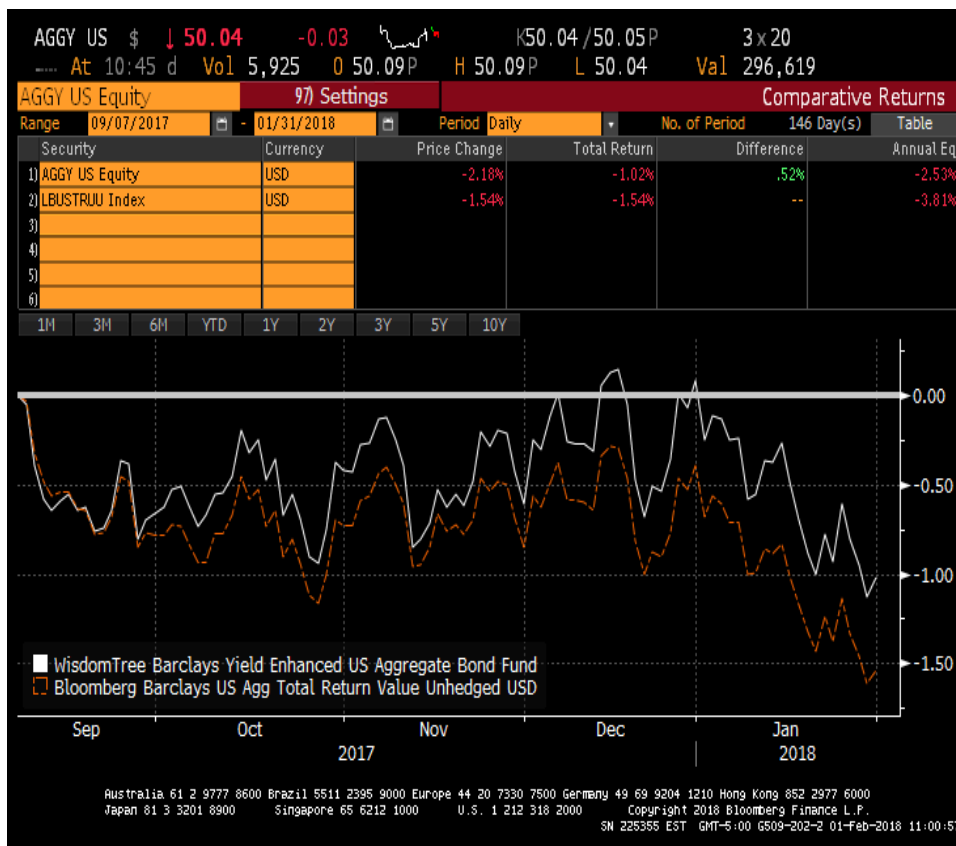 AGGY US $ ↓ 50.04 -0.03 K50.04/50.05P 3x20
At 10:45 d Vol 5,925 O 50.09P H 50.09P L 50.04 Val 296,619
AGGY US Equity 97) Settings Comparative Returns
Range 09/07/2017 - 01/31/2018 Period Daily No. of Period 146 Day(s) Table
Security Currency Price Change Total Return Difference Annual Eq
1) AGGY US Equity USD -2.18% -1.02% .52% -2.53%
2) LBUSTRUU Index USD -1.54% -1.54% -- -3.81%
3)
4)
5)
6)
1M 3M 6M YTD 1Y 2Y 3Y 5Y 10Y
0.00
-0.50
-1.00
-1.50
WisdomTree Barclays Yield Enhanced US Aggregate Bond Fund
Bloomberg Barclays US Agg Total Return Value Unhedged USD
Sep Oct Nov Dec Jan
2017 2018
Australia 61 2 9777 8600 Brazil 5511 2395 9000 Europe 44 20 7330 7500 Germany 49 69 9204 1210 Hong Kong 852 2977 6000
Japan 81 3 3201 8900 Singapore 65 6212 1000 U.S. 1 212 318 2000 Copyright 2018 Bloomberg Finance L.P.
SN 225355 EST GMT-5:00 G509-202-2 01-Feb-2018 11:00:57